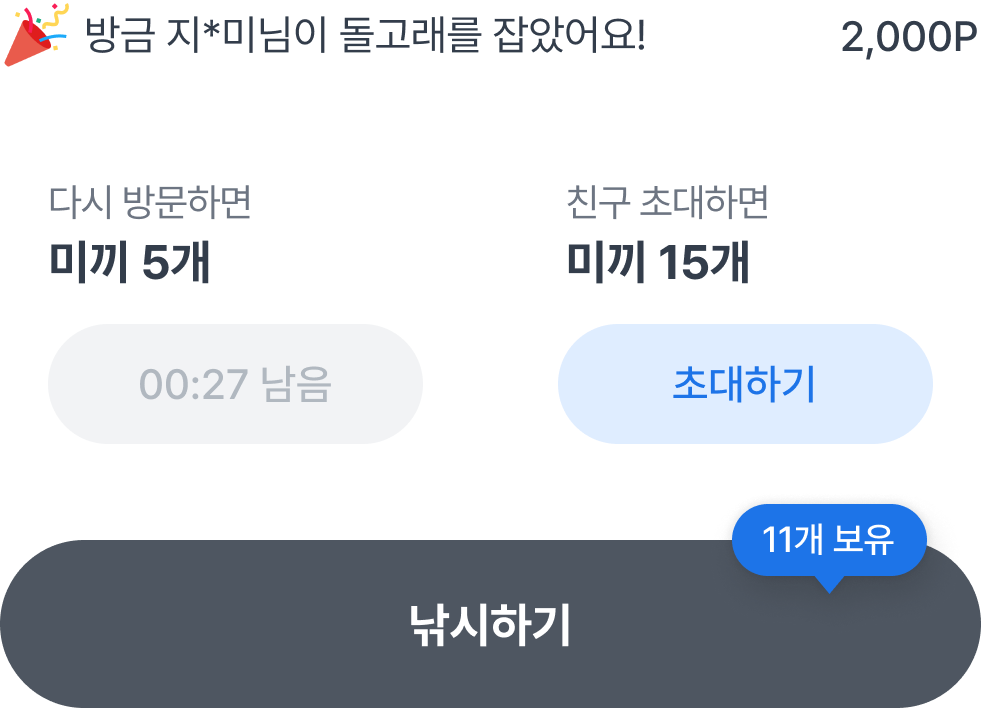 방금 지*미님이 돌고래를 잡았어요! 2,000P
다시 방문하면
미끼 5개
00:27 남음
친구 초대하면
미끼 15개
초대하기
11개 보유
낚시하기